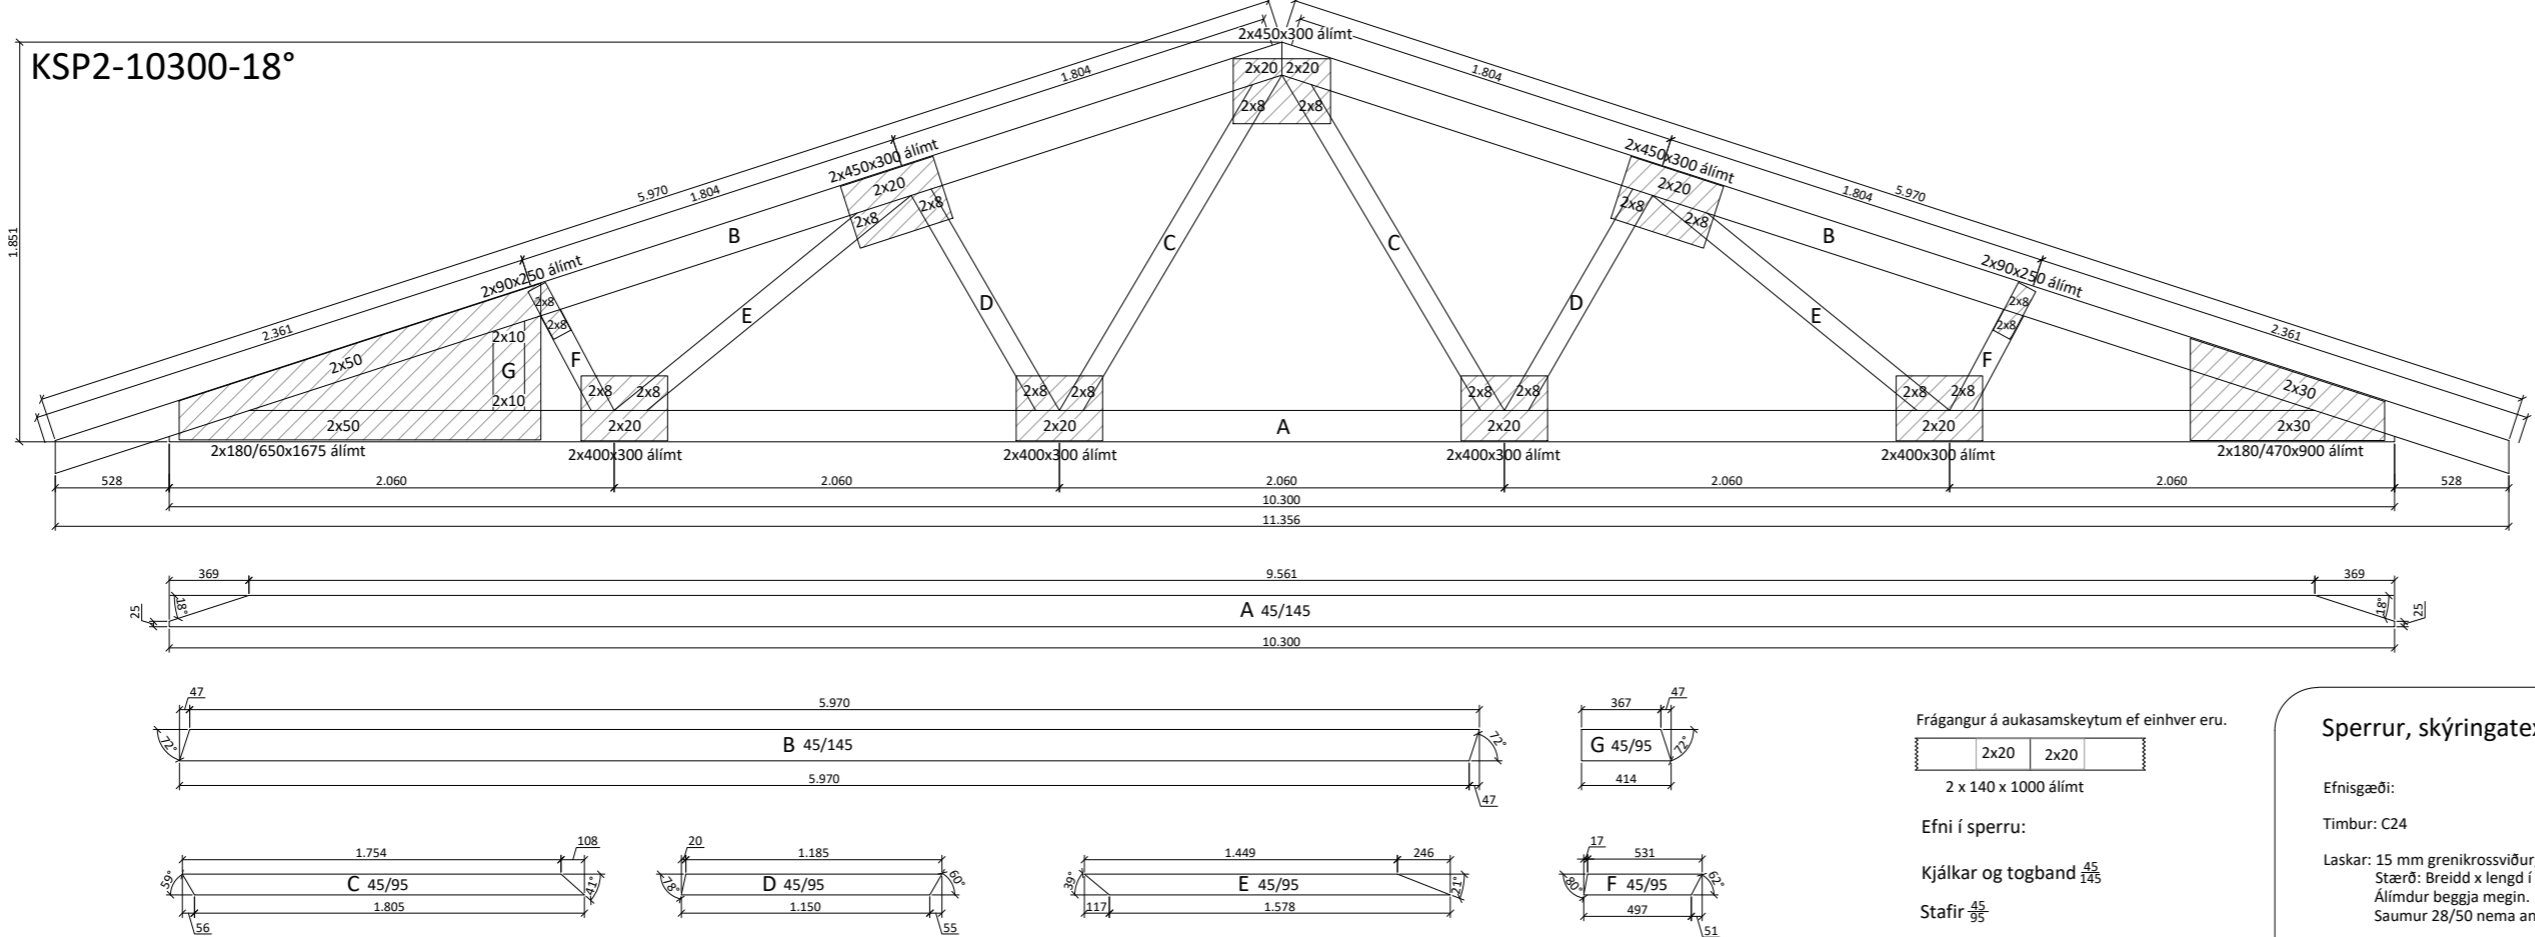 KSP2-10300-18°
2x450x300 álímt
2x20 2x20
2x8 2x8
1.804
1.804
5.970
1.804
1.804
5.970
1.851
2x450x300 álímt
2x20
2x8 2x8
2x450x300 álímt
2x20
2x8 2x8
B
B
C
C
D
D
E
E
2x90x250 álímt
2x8
2x8
2x90x250 álímt
2x8
2x8
2.361
2.361
2x50
2x10
G
2x10
2x50
F
F
2x8 2x8
2x20
2x8 2x8
2x20
A
2x8 2x8
2x20
2x8 2x8
2x20
2x30
2x30
2x180/650x1675 álímt
2x400x300 álímt
2x400x300 álímt
2x400x300 álímt
2x400x300 álímt
2x180/470x900 álímt
528 2.060 2.060 2.060 2.060 2.060 528
10.300
11.356
369 9.561 369
25 18° A 45/145 18° 25
10.300
47 5.970
72° B 45/145 72°
5.970 47
367 47
G 45/95 72°
414
1.754 108
59° C 45/95 41°
56 1.805
20 1.185
78° D 45/95 60°
1.150 55
1.449 246
39° E 45/95 21°
117 1.578
17 531
80° F 45/95 62°
497 51
Frágangur á aukasamskeytum ef einhver eru.
2x20 2x20
2 x 140 x 1000 álímt
Efni í sperru:
Kjálkar og togband 45/145
Stafir 45/95
Sperrur, skýringatex
Efnisgæði:
Timbur: C24
Laskar: 15 mm grenikrossviður,
Stærð: Breidd x lengd í
Álímdur beggja megin.
Saumur 28/50 nema an